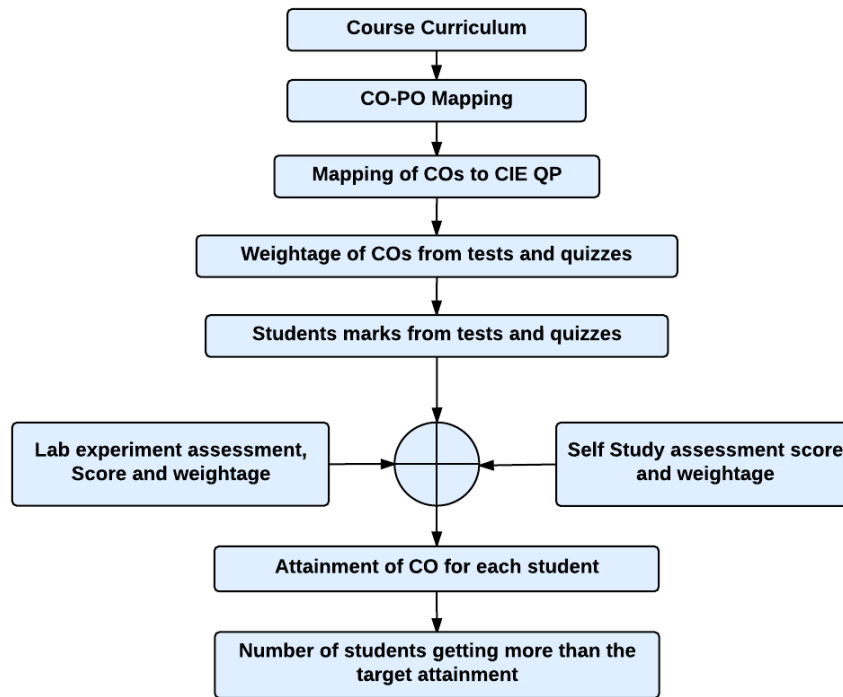 Course Curriculum
CO-PO Mapping
Mapping of COs to CIE QP
Weightage of COs from tests and quizzes
Students marks from tests and quizzes
Lab experiment assessment,
Score and weightage
Self Study assessment score
and weightage
Attainment of CO for each student
Number of students getting more than the
target attainment